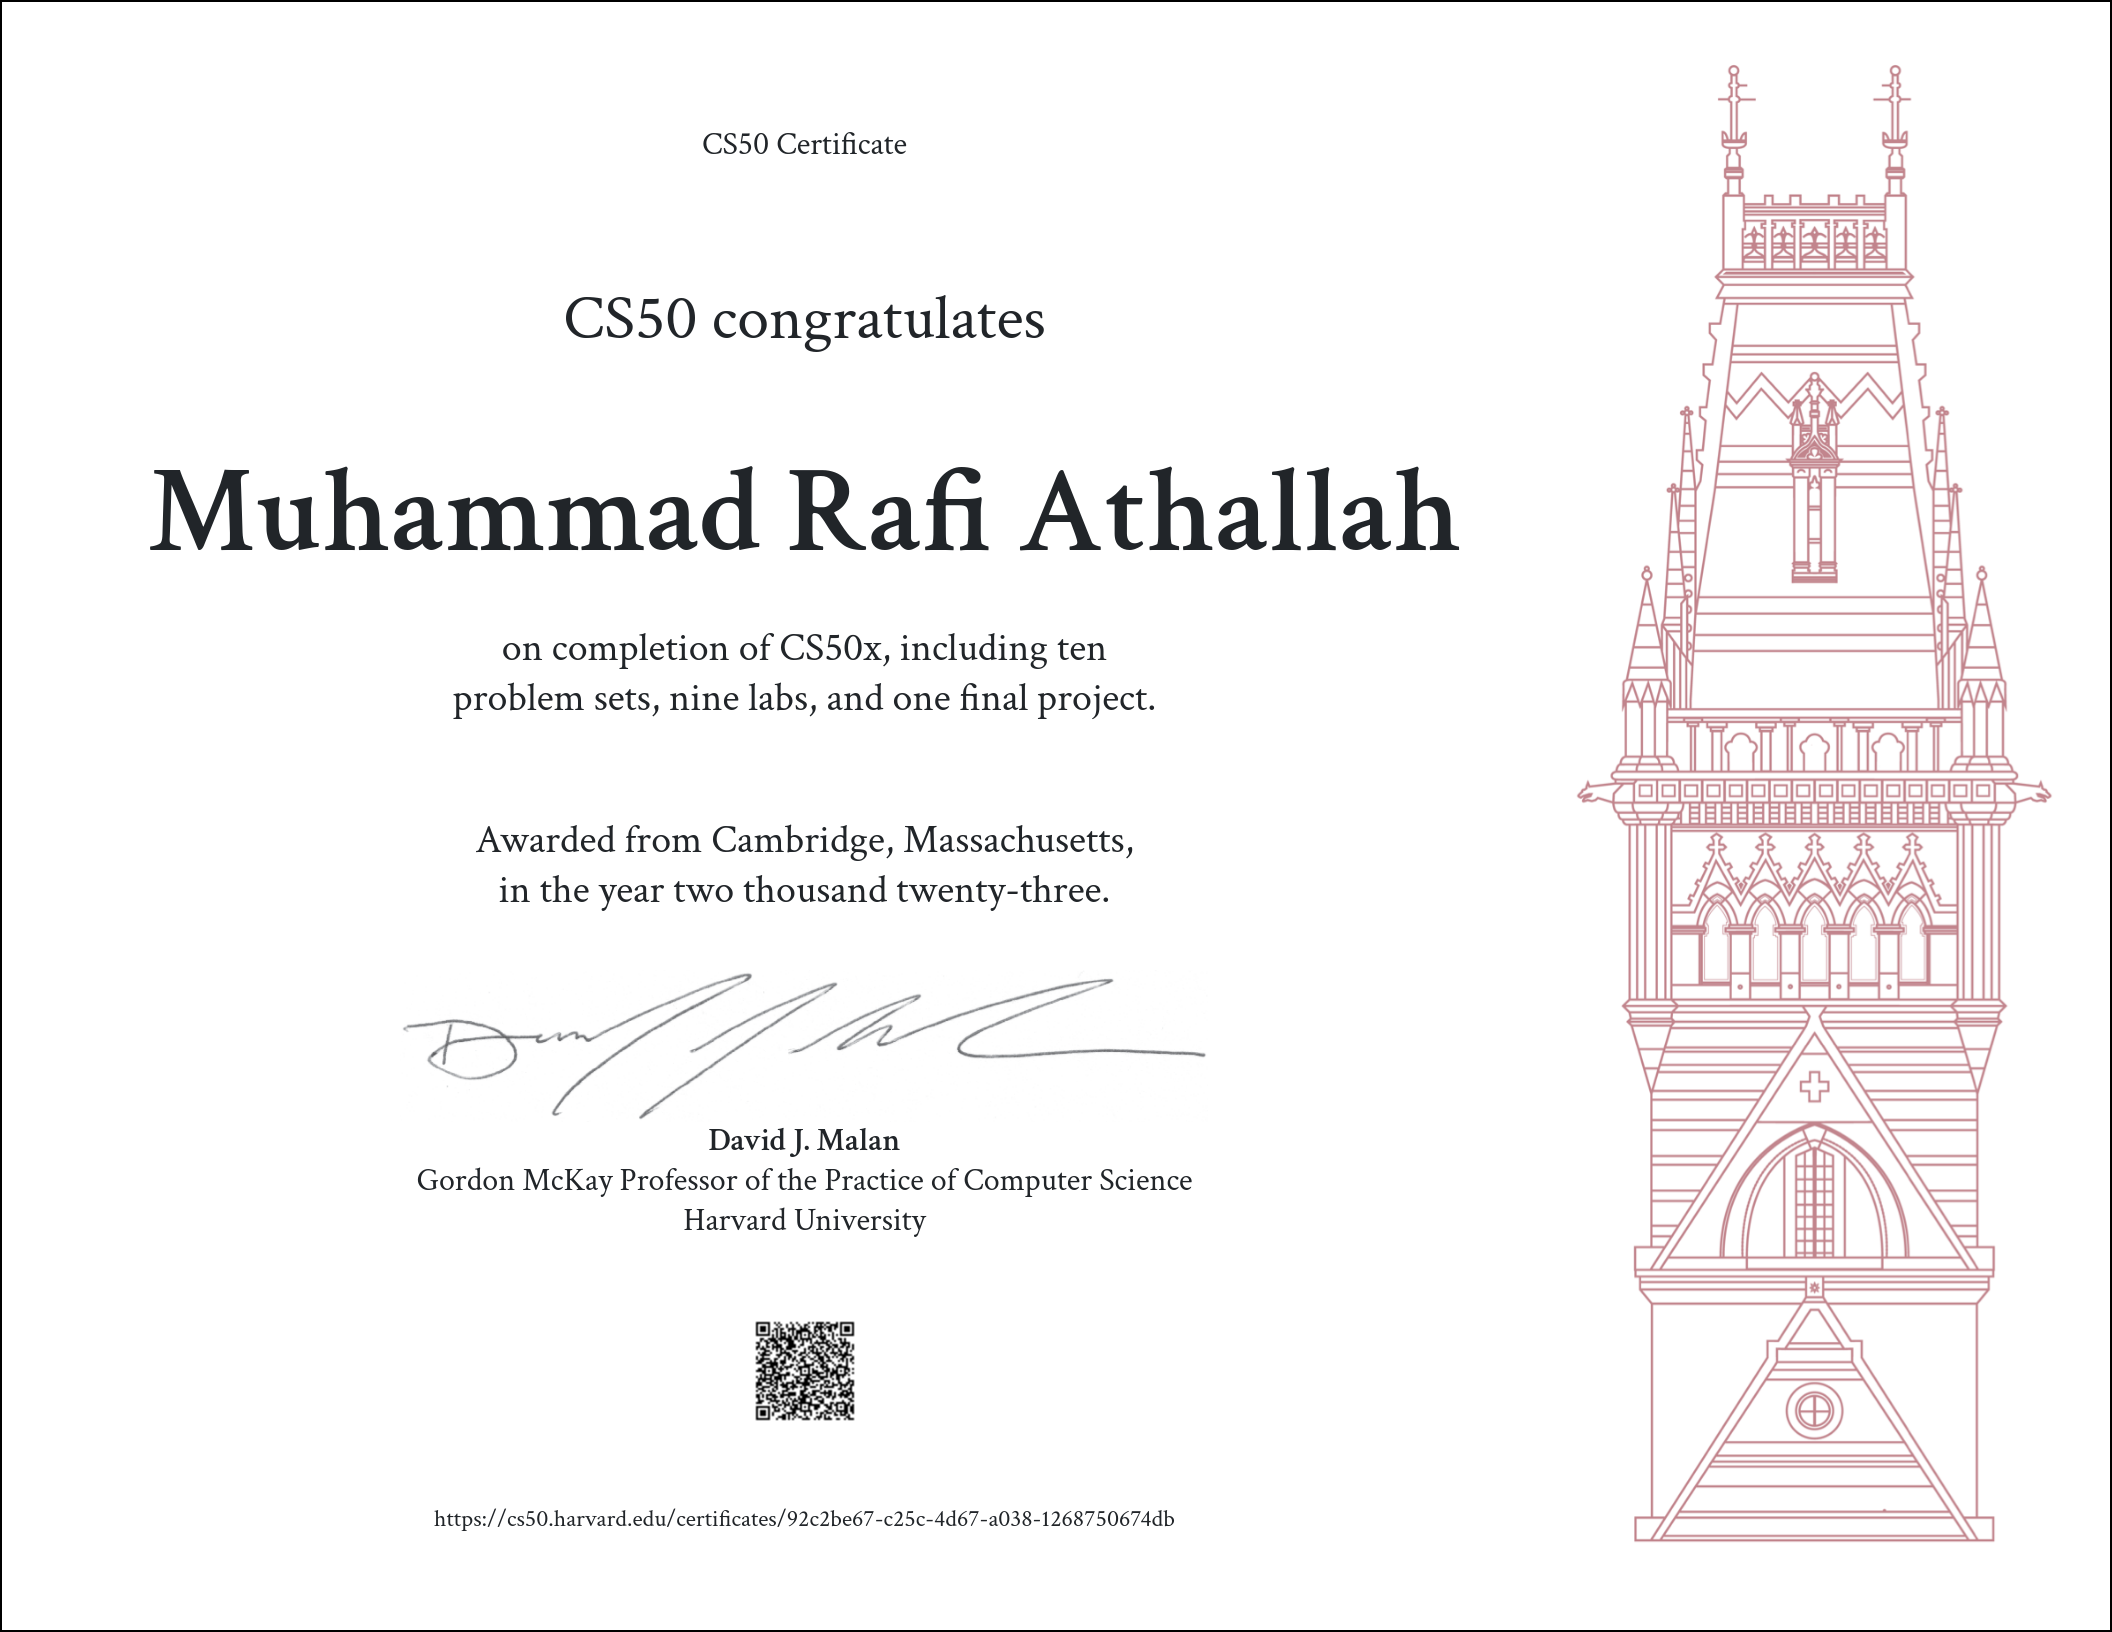 CS50 Certificate
CS50 congratulates
Muhammad Rafi Athallah
on completion of CS50x, including ten
problem sets, nine labs, and one final project.
Awarded from Cambridge, Massachusetts,
in the year two thousand twenty-three.
David J. Malan
Gordon McKay Professor of the Practice of Computer Science
Harvard University
https://cs50.harvard.edu/certificates/92c2be67-c25c-4d67-a038-1268750674db